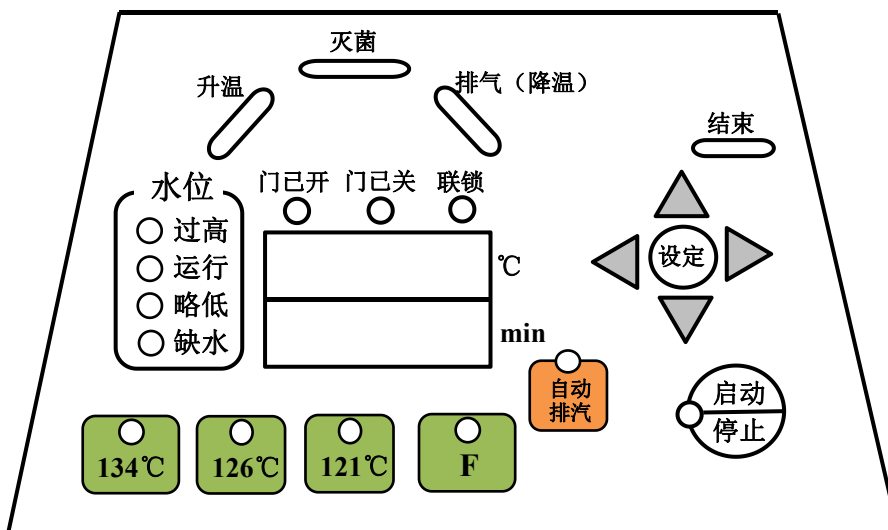 灭菌
升温
排气（降温）
结束
水位
门已开 门已关 联锁
过高
运行
略低
缺水
℃
min
设定
自动
排汽
启动
停止
134℃
126℃
121℃
F